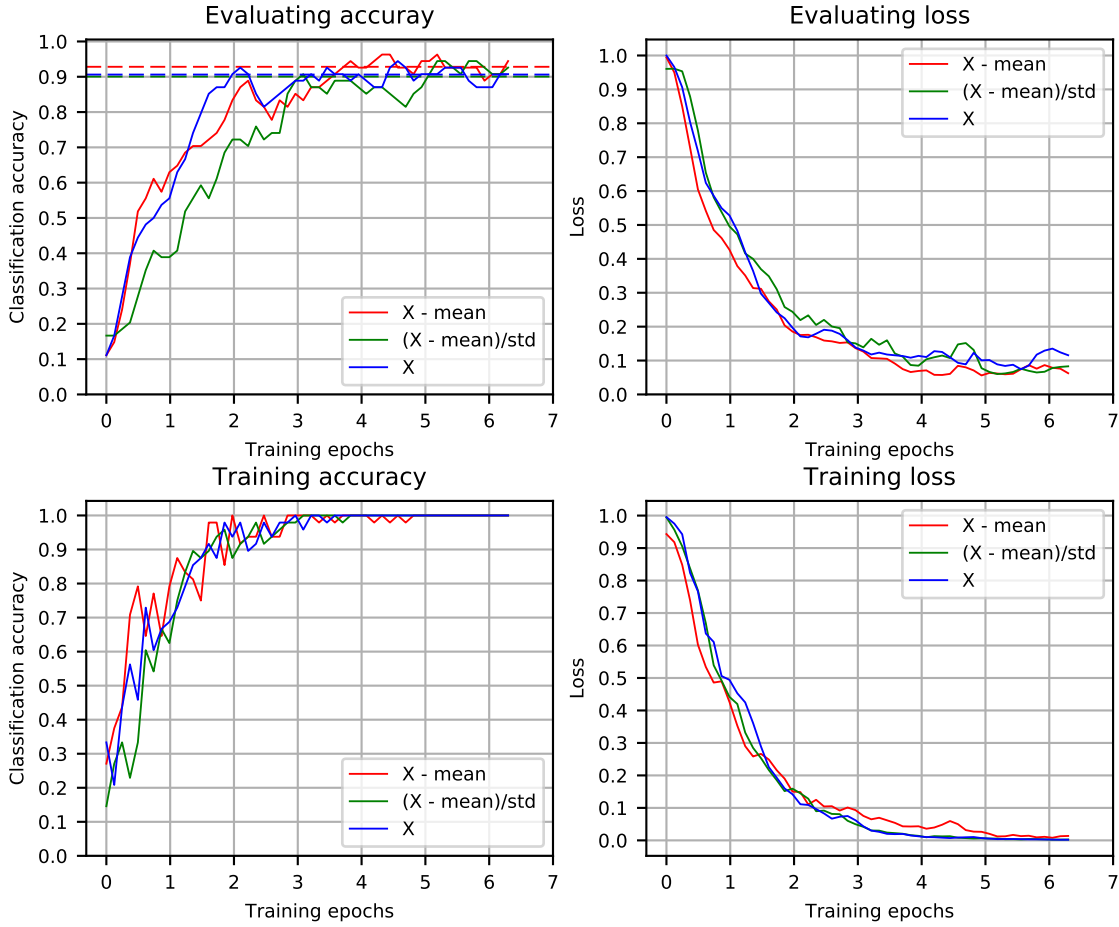 Evaluating accuray
Classification accuracy
1.0
0.9
0.8
0.7
0.6
0.5
0.4
0.3
0.2
0.1
0.0
X - mean
(X - mean)/std
X
0 1 2 3 4 5 6 7
Training epochs
Evaluating loss
Loss
1.0
0.9
0.8
0.7
0.6
0.5
0.4
0.3
0.2
0.1
0.0
X - mean
(X - mean)/std
X
0 1 2 3 4 5 6 7
Training epochs
Training accuracy
Classification accuracy
1.0
0.9
0.8
0.7
0.6
0.5
0.4
0.3
0.2
0.1
0.0
X - mean
(X - mean)/std
X
0 1 2 3 4 5 6 7
Training epochs
Training loss
Loss
1.0
0.9
0.8
0.7
0.6
0.5
0.4
0.3
0.2
0.1
0.0
X - mean
(X - mean)/std
X
0 1 2 3 4 5 6 7
Training epochs